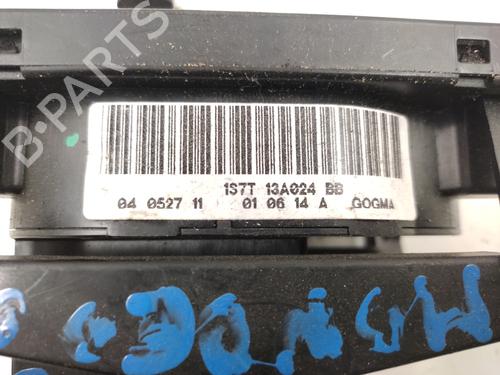 B-PARTS
1S7T 13A024 BB
04 0527 11 01 06 14 A GOGMA